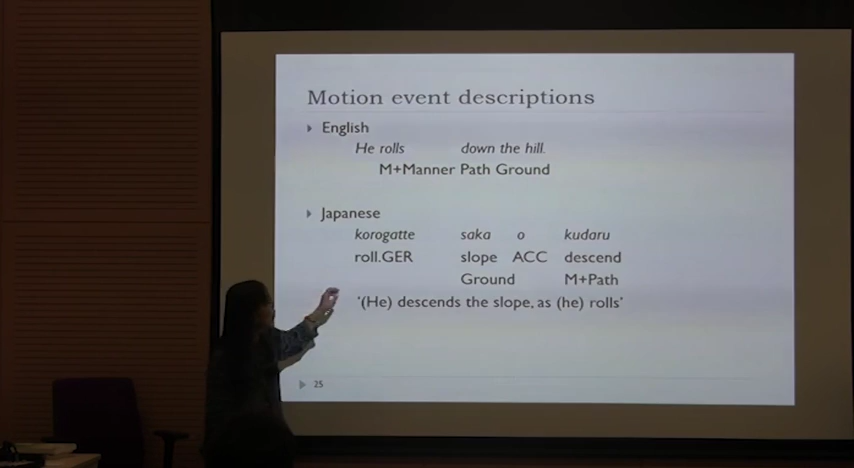 Motion event descriptions
English
He rolls down the hill.
M+Manner Path Ground
Japanese
korogatte saka o kudaru
roll.GER slope ACC descend
Ground M+Path
'(He) descends the slope, as (he) rolls'
25